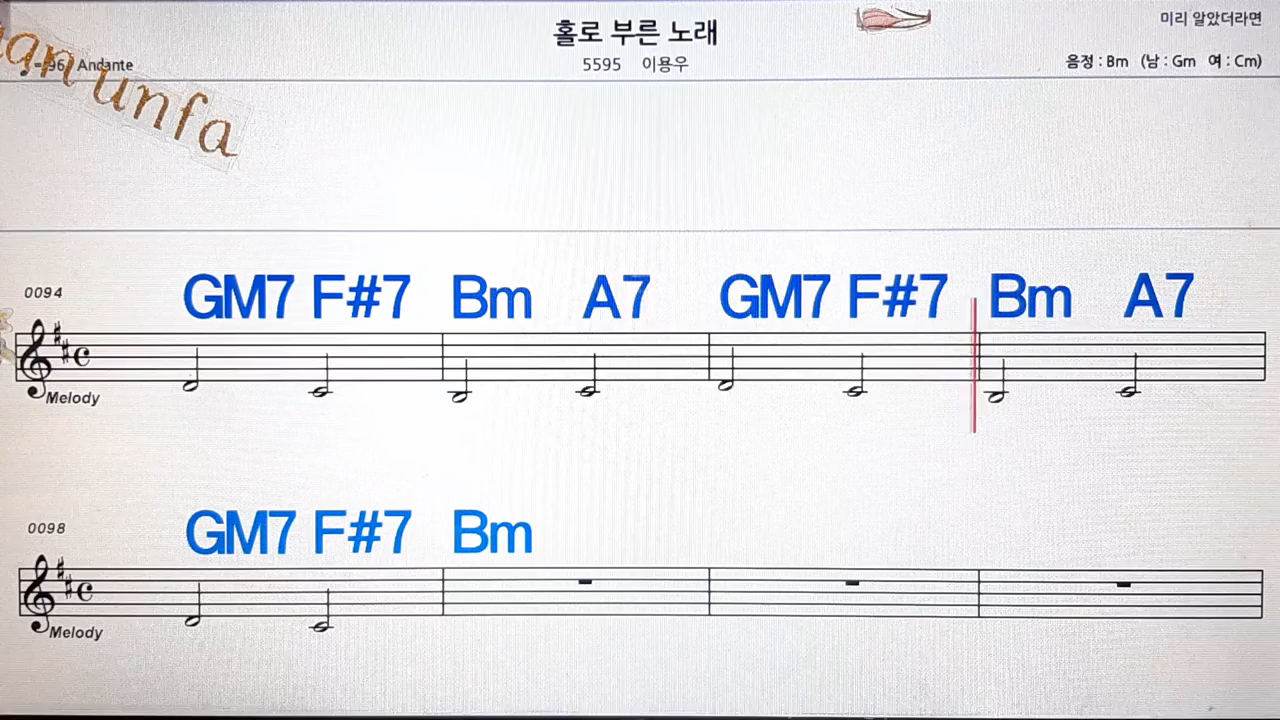 홀로 부른 노래
미리 알았더라면
=96 Andante
5595 이용우
음정 : Bm (남 : Gm 여 : Cm)
unfa
0094
GM7 F#7 Bm A7 GM7 F#7 Bm A7
Melody
0098
GM7 F#7 Bm
Melody